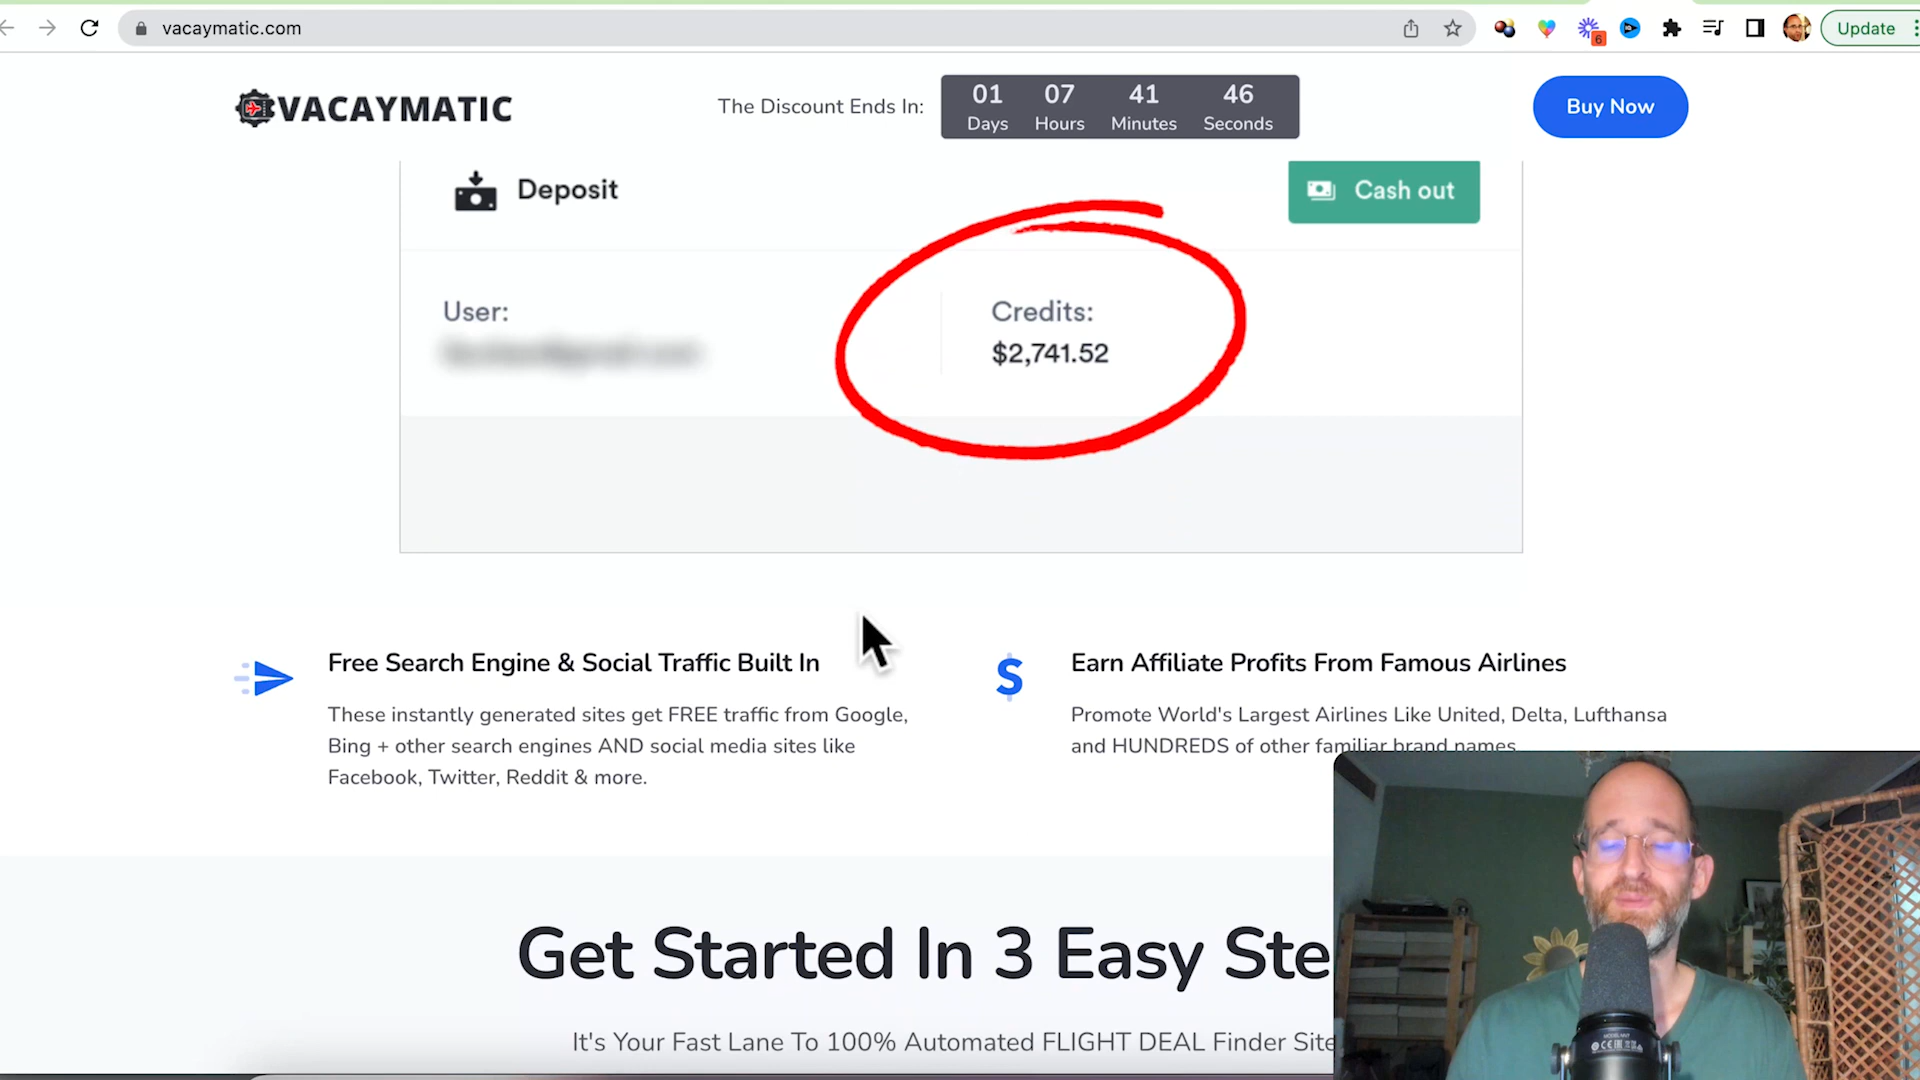 vacaymatic.com
6
Update
VACAYMATIC
The Discount Ends In:
01 07 41 46
Days Hours Minutes Seconds
Buy Now
Deposit
Cash out
User:
Credits:
$2,741.52
Free Search Engine & Social Traffic Built In
These instantly generated sites get FREE traffic from Google,
Bing + other search engines AND social media sites like
Facebook, Twitter, Reddit & more.
Earn Affiliate Profits From Famous Airlines
Promote World's Largest Airlines Like United, Delta, Lufthansa
and HUNDREDS of other familiar brand names
Get Started In 3 Easy Ste
It's Your Fast Lane To 100% Automated FLIGHT DEAL Finder Site